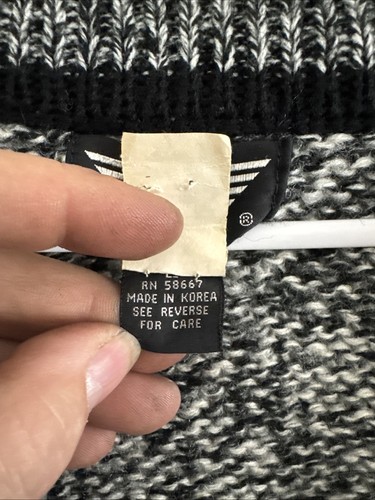 ®
RN 58667
MADE IN KOREA
SEE REVERSE
FOR CARE